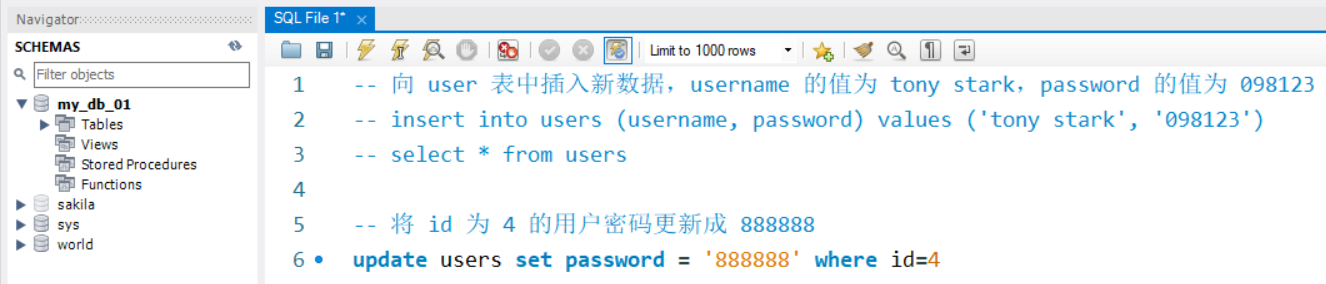 Navigator
SCHEMAS
Filter objects
my_db_01
Tables
Views
Stored Procedures
Functions
sakila
sys
world
SQL File 1*
Limit to 1000 rows
1 -- 向 user 表中插入新数据，username 的值为 tony stark，password 的值为 098123
2 -- insert into users (username, password) values ('tony stark', '098123')
3 -- select * from users
4
5 -- 将 id 为 4 的用户密码更新成 888888
6 update users set password = '888888' where id=4